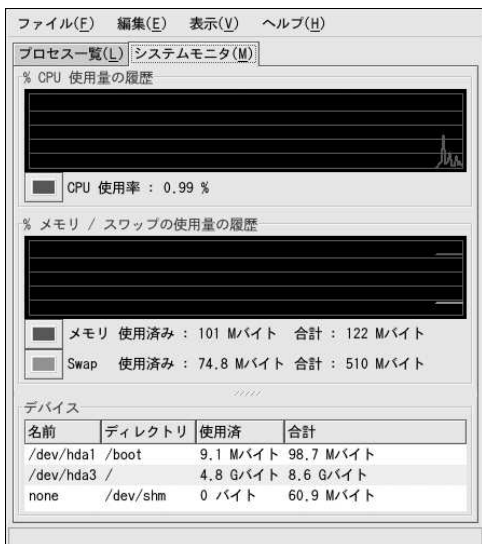 ファイル(F) 編集(E) 表示(V) ヘルプ(H)
プロセス一覧(L) システムモニタ(M)
% CPU 使用量の履歴
CPU 使用率 : 0.99 %
% メモリ / スワップの使用量の履歴
メモリ 使用済み : 101 Mバイト 合計 : 122 Mバイト
Swap 使用済み : 74.8 Mバイト 合計 : 510 Mバイト
デバイス
名前 ディレクトリ 使用済 合計
/dev/hda1 /boot 9.1 Mバイト 98.7 Mバイト
/dev/hda3 / 4.8 Gバイト 8.6 Gバイト
none /dev/shm 0 バイト 60.9 Mバイト